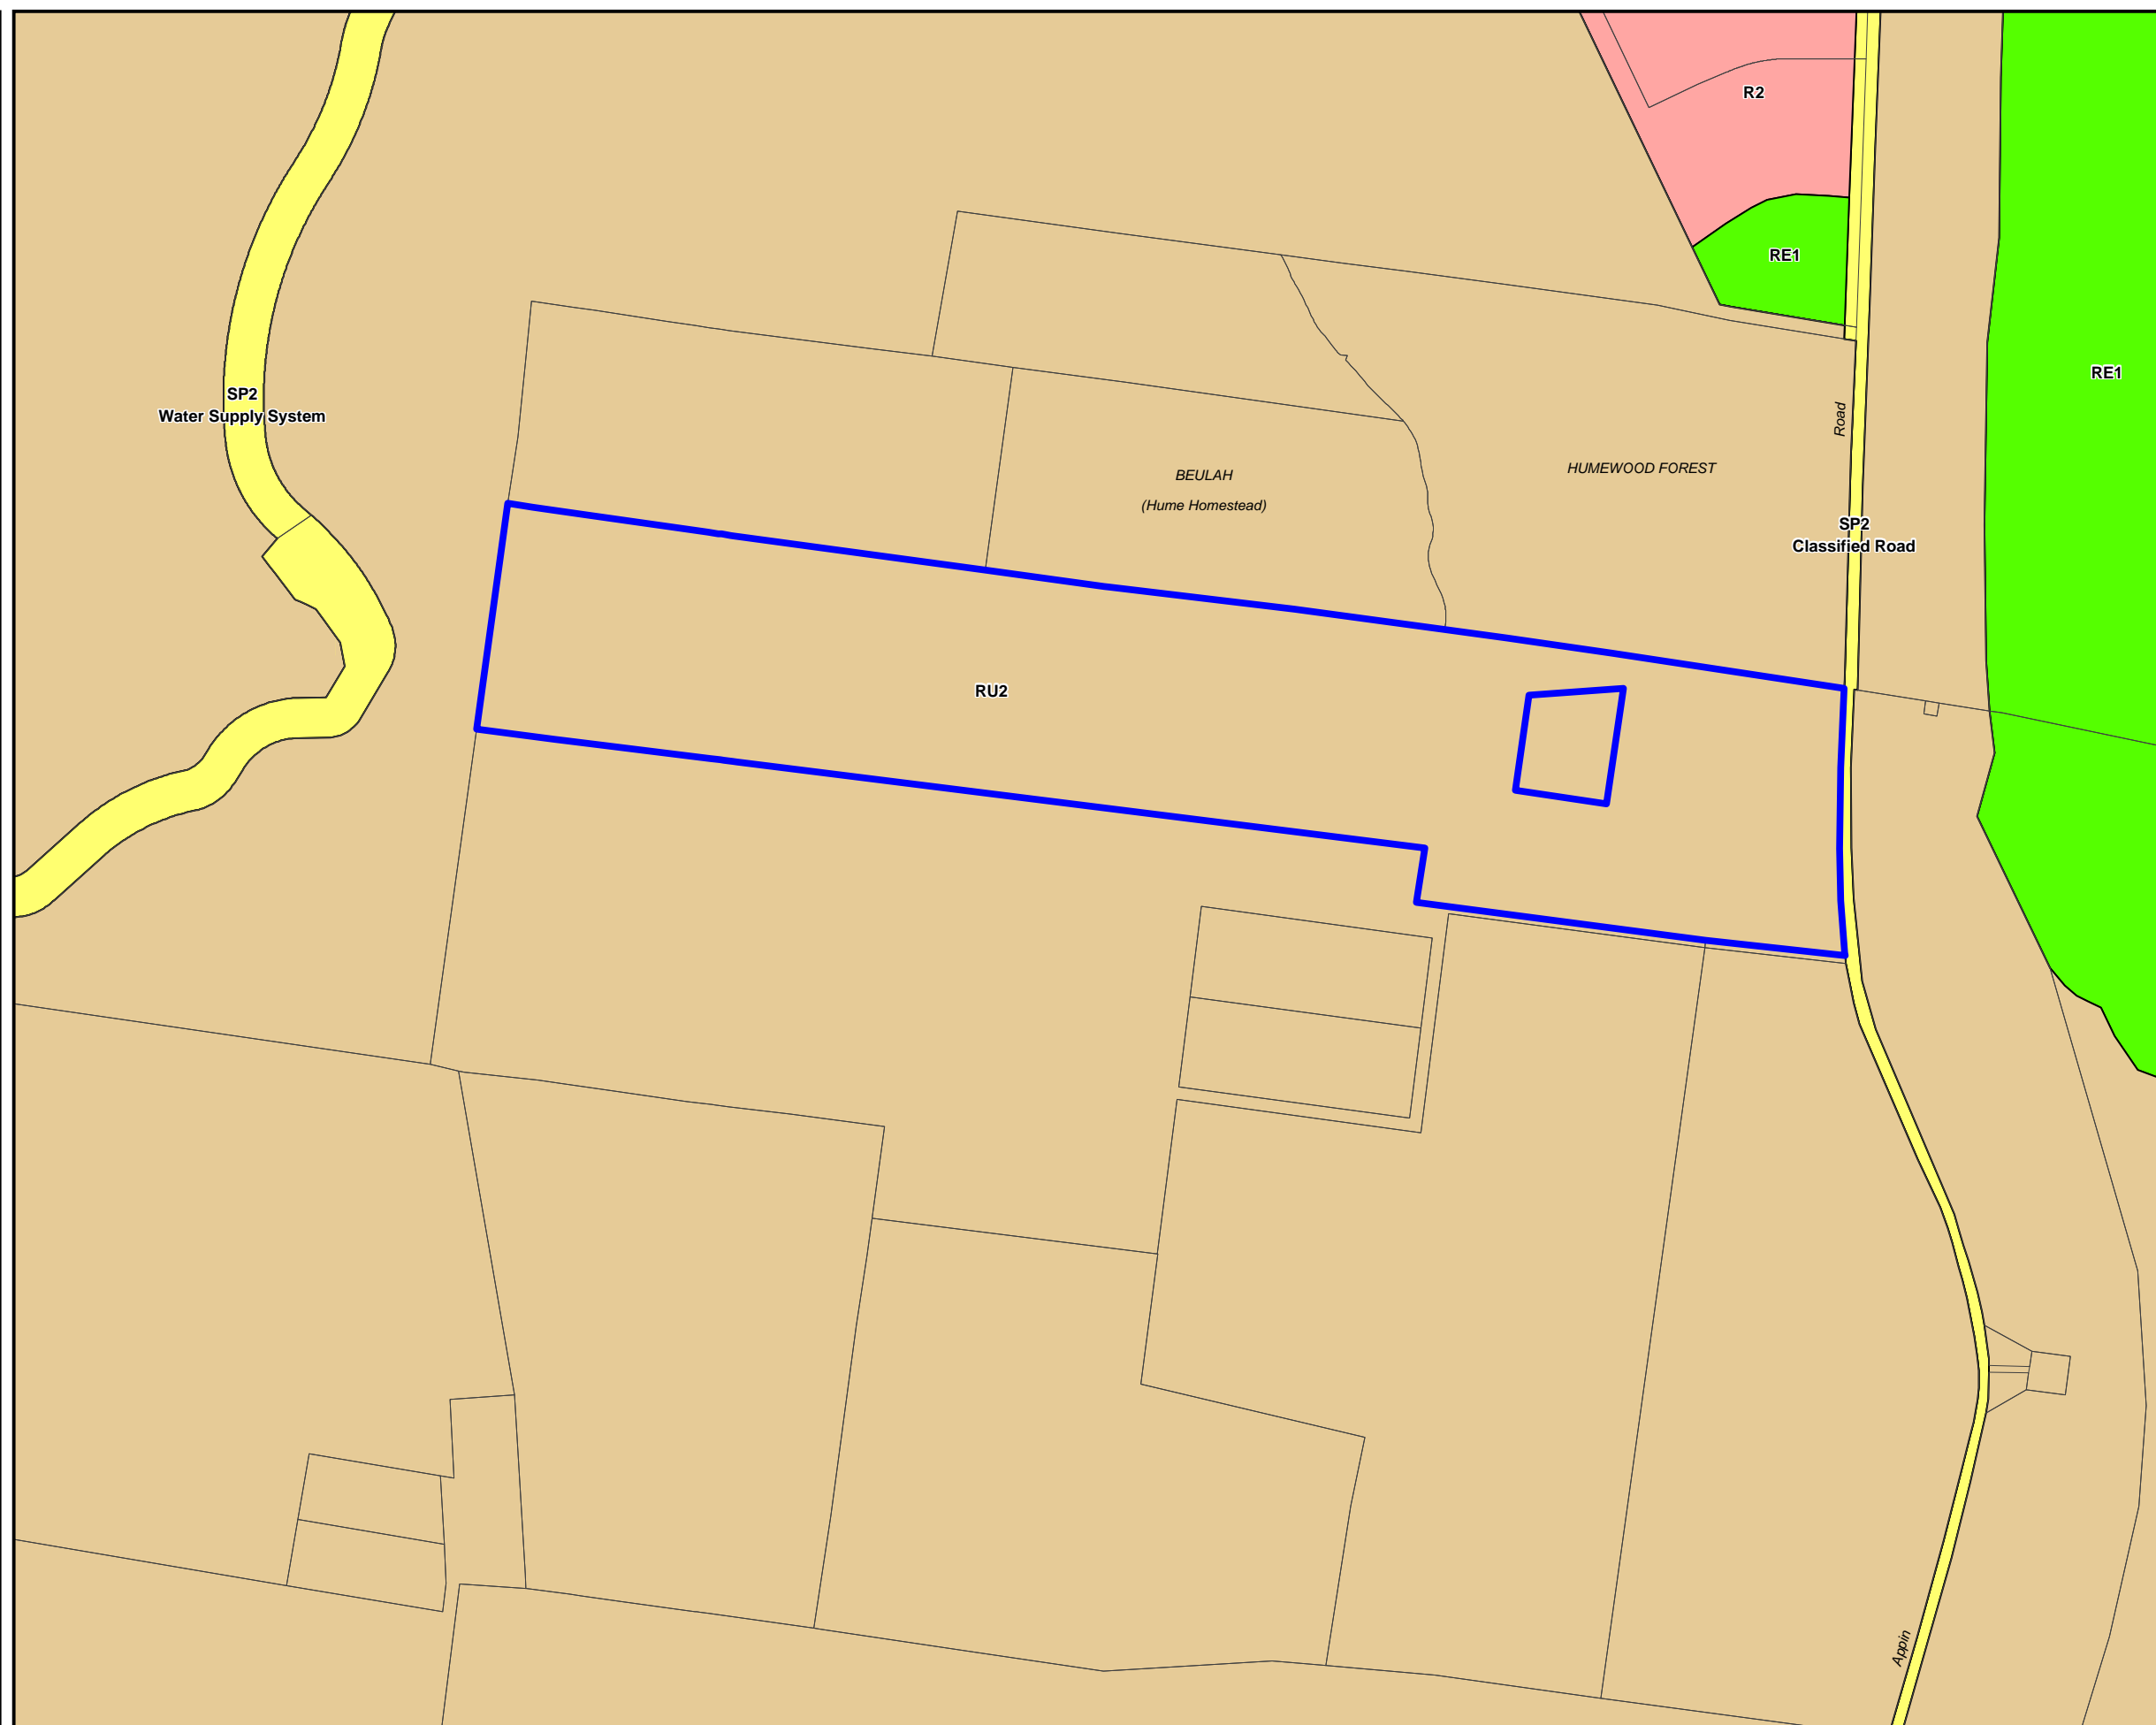 R2
RE1
RE1
SP2
Water Supply System
Road
BEULAH
(Hume Homestead)
HUMEWOOD FOREST
SP2
Classified Road
RU2
Appin